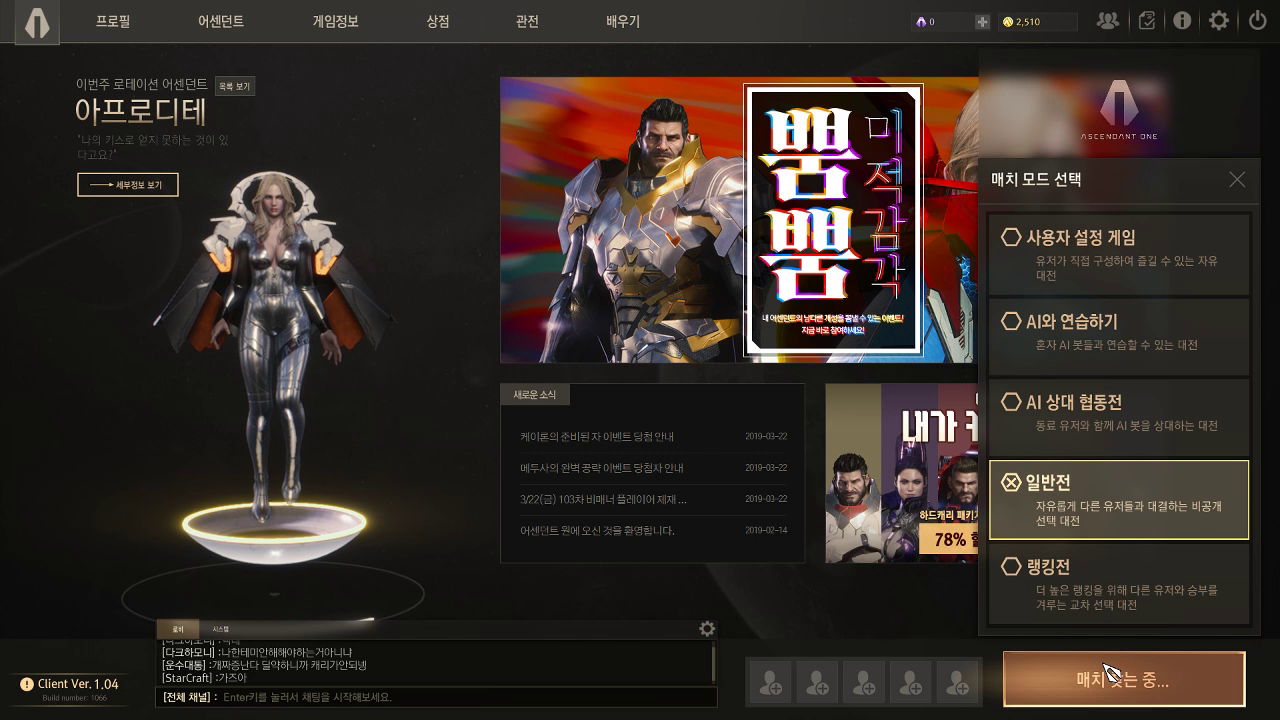 프로필
어센던트
게임정보
상점
관전
배우기
0
2,510
이번주 로테이션 어센던트
목록 보기
아프로디테
"나의 키스로 얻지 못하는 것이 있
다고요?"
세부정보 보기
뿜뿜
미적감각
내 어센던트의 남다른 개성을 뽐낼 수 있는 이벤트!
지금 바로 참여하세요!
ASCENDANT ONE
매치 모드 선택
사용자 설정 게임
유저가 직접 구성하여 즐길 수 있는 자유
대전
AI와 연습하기
혼자 AI 봇들과 연습할 수 있는 대전
AI 상대 협동전
동료 유저와 함께 AI 봇을 상대하는 대전
일반전
자유롭게 다른 유저들과 대결하는 비공개
선택 대전
랭킹전
더 높은 랭킹을 위해 다른 유저와 승부를
겨루는 교차 선택 대전
새로운 소식
케이론의 준비된 자 이벤트 당첨 안내 2019-03-22
메두사의 완벽 공략 이벤트 당첨자 안내 2019-03-22
3/22(금) 103차 비매너 플레이어 제재 ... 2019-03-22
어센던트 원에 오신 것을 환영합니다. 2019-02-14
내가
하드캐리 패키지
78%
로비
시스템
[다크하모니] :나한테미안해해야하는거아니냐
[운수대통] :개짜증난다 딜약하니까 캐리가안되넹
[StarCraft] :가즈아
[전체 채널] : Enter키를 눌러서 채팅을 시작해보세요.
Client Ver. 1.04
Build number: 1066
매치 찾는 중...